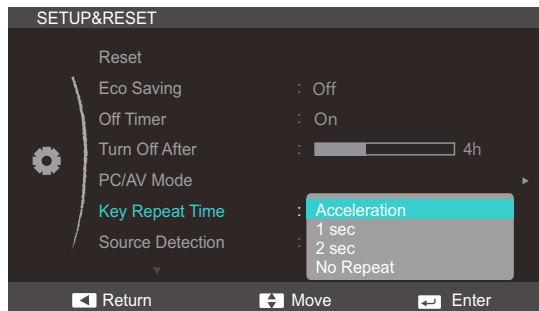 SETUP&RESET
Reset
Eco Saving : Off
Off Timer : On
Turn Off After : 4h
PC/AV Mode
Key Repeat Time : Acceleration
1 sec
Source Detection : 2 sec
No Repeat
Return Move Enter